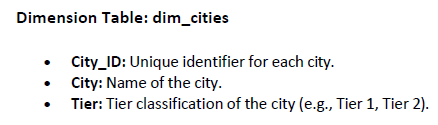 Dimension Table: dim_cities
• City_ID: Unique identifier for each city.
• City: Name of the city.
• Tier: Tier classification of the city (e.g., Tier 1, Tier 2).